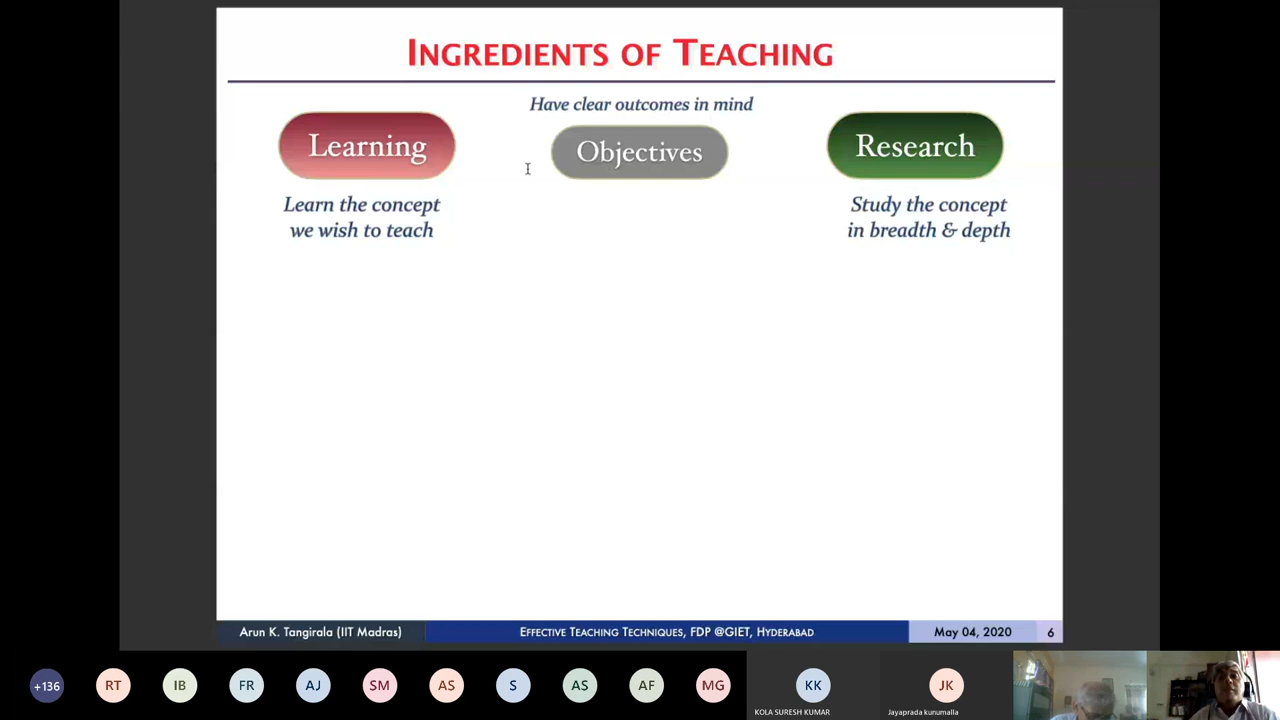 INGREDIENTS OF TEACHING
Have clear outcomes in mind
Learning
Objectives
Research
Learn the concept
we wish to teach
Study the concept
in breadth & depth
Arun K. Tangirala (IIT Madras)
EFFECTIVE TEACHING TECHNIQUES, FDP @GIET, HYDERABAD
May 04, 2020
6
+136
RT
IB
FR
AJ
SM
AS
S
AS
AF
MG
KK
KOLA SURESH KUMAR
JK
Jayaprada kunumalla